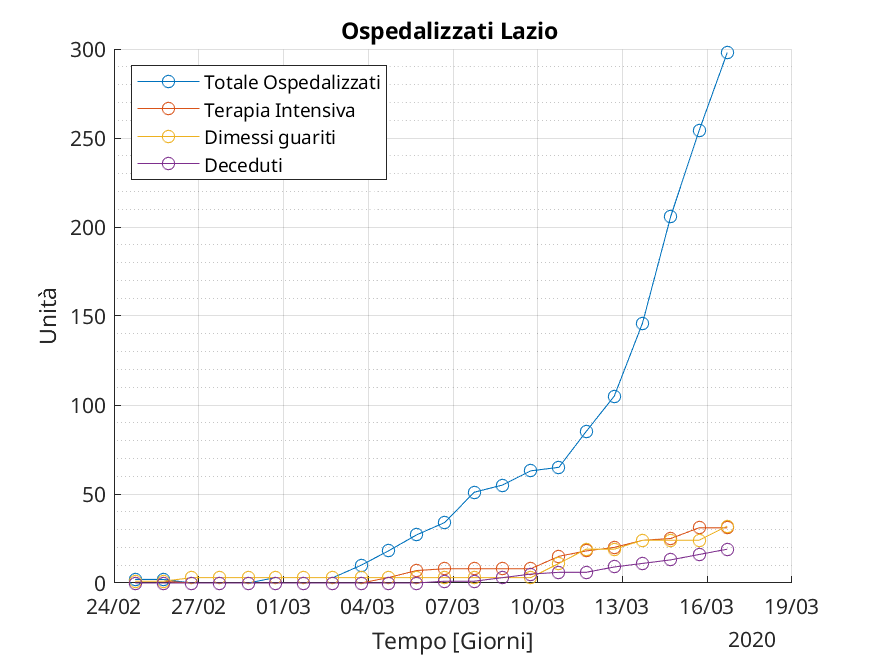 Ospedalizzati Lazio
300
250
200
150
100
50
0
Unità
Totale Ospedalizzati
Terapia Intensiva
Dimessi guariti
Deceduti
24/02 27/02 01/03 04/03 07/03 10/03 13/03 16/03 19/03
Tempo [Giorni]
2020